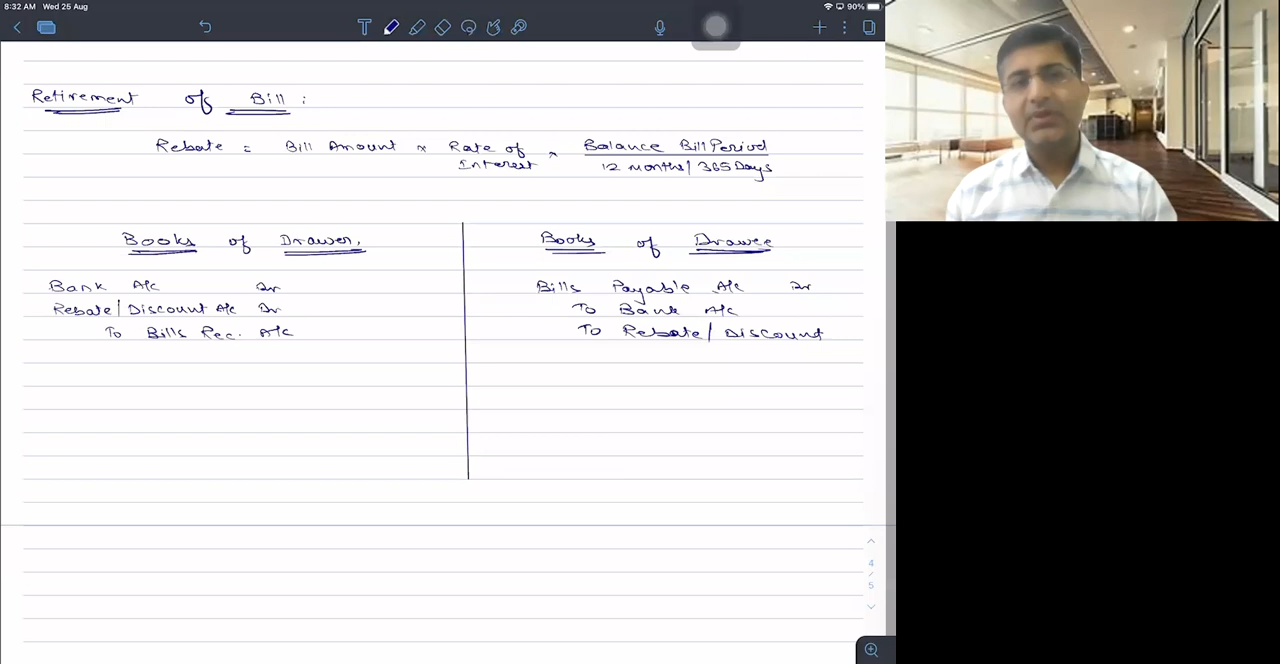 8:32 AM Wed 25 Aug
90%
Retirement of Bill :
Rebate = Bill Amount × Rate of Interest × Balance Bill Period
12 months/ 365 Days
Books of Drawer.
Bank A/c Dr
Rebate/ Discount A/c Dr
To Bills Rec. A/c
Books of Drawee
Bills Payable A/c Dr
To Bank A/c
To Rebate/ Discount
4
/
5